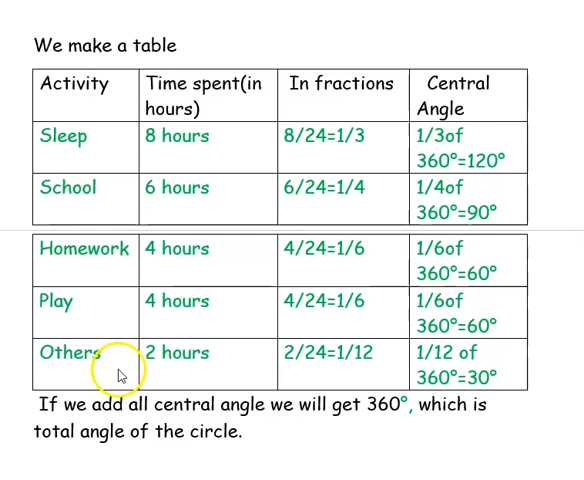 We make a table
Activity Time spent(in hours) In fractions Central Angle
Sleep 8 hours 8/24=1/3 1/3of 360°=120°
School 6 hours 6/24=1/4 1/4of 360°=90°
Homework 4 hours 4/24=1/6 1/6of 360°=60°
Play 4 hours 4/24=1/6 1/6of 360°=60°
Others 2 hours 2/24=1/12 1/12 of 360°=30°
If we add all central angle we will get 360°, which is
total angle of the circle.